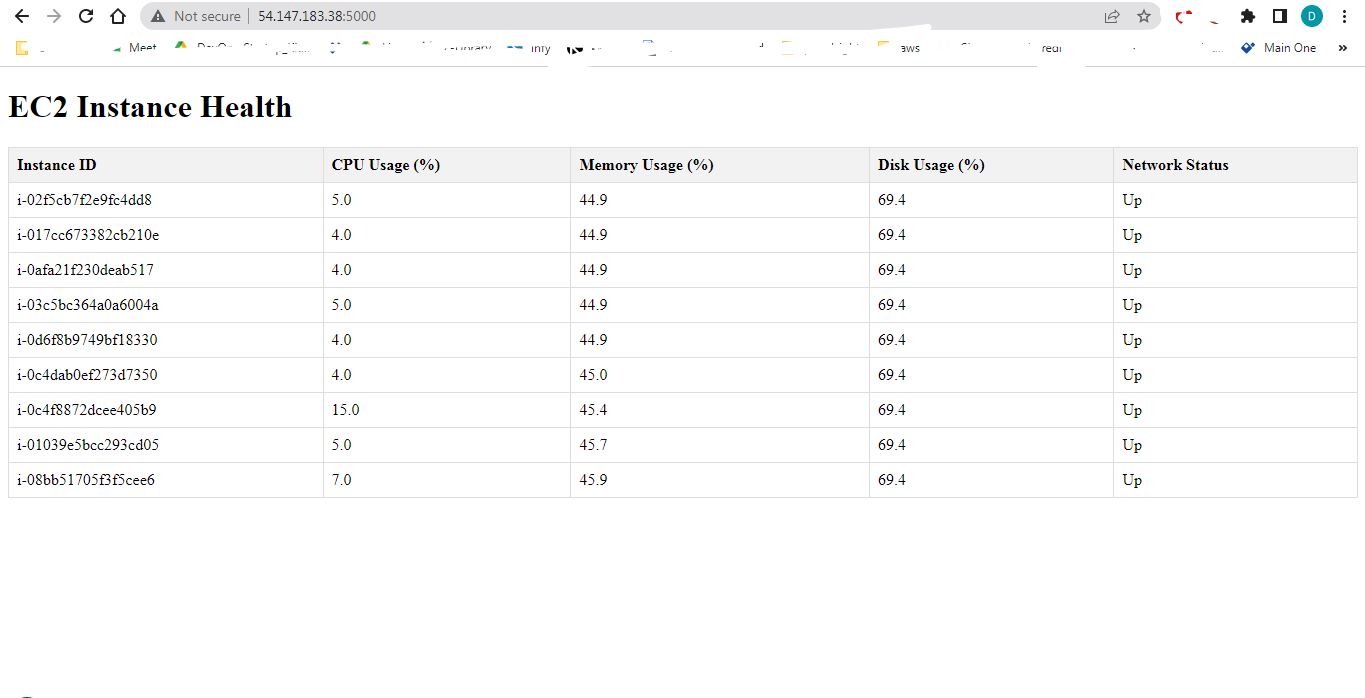 Not secure | 54.147.183.38:5000
D
Meet infy aws Main One »
EC2 Instance Health
Instance ID CPU Usage (%) Memory Usage (%) Disk Usage (%) Network Status
i-02f5cb7f2e9fc4dd8 5.0 44.9 69.4 Up
i-017cc673382cb210e 4.0 44.9 69.4 Up
i-0afa21f230deab517 4.0 44.9 69.4 Up
i-03c5bc364a0a6004a 5.0 44.9 69.4 Up
i-0d6f8b9749bf18330 4.0 44.9 69.4 Up
i-0c4dab0ef273d7350 4.0 45.0 69.4 Up
i-0c4f8872dcee405b9 15.0 45.4 69.4 Up
i-01039e5bcc293cd05 5.0 45.7 69.4 Up
i-08bb51705f3f5cee6 7.0 45.9 69.4 Up